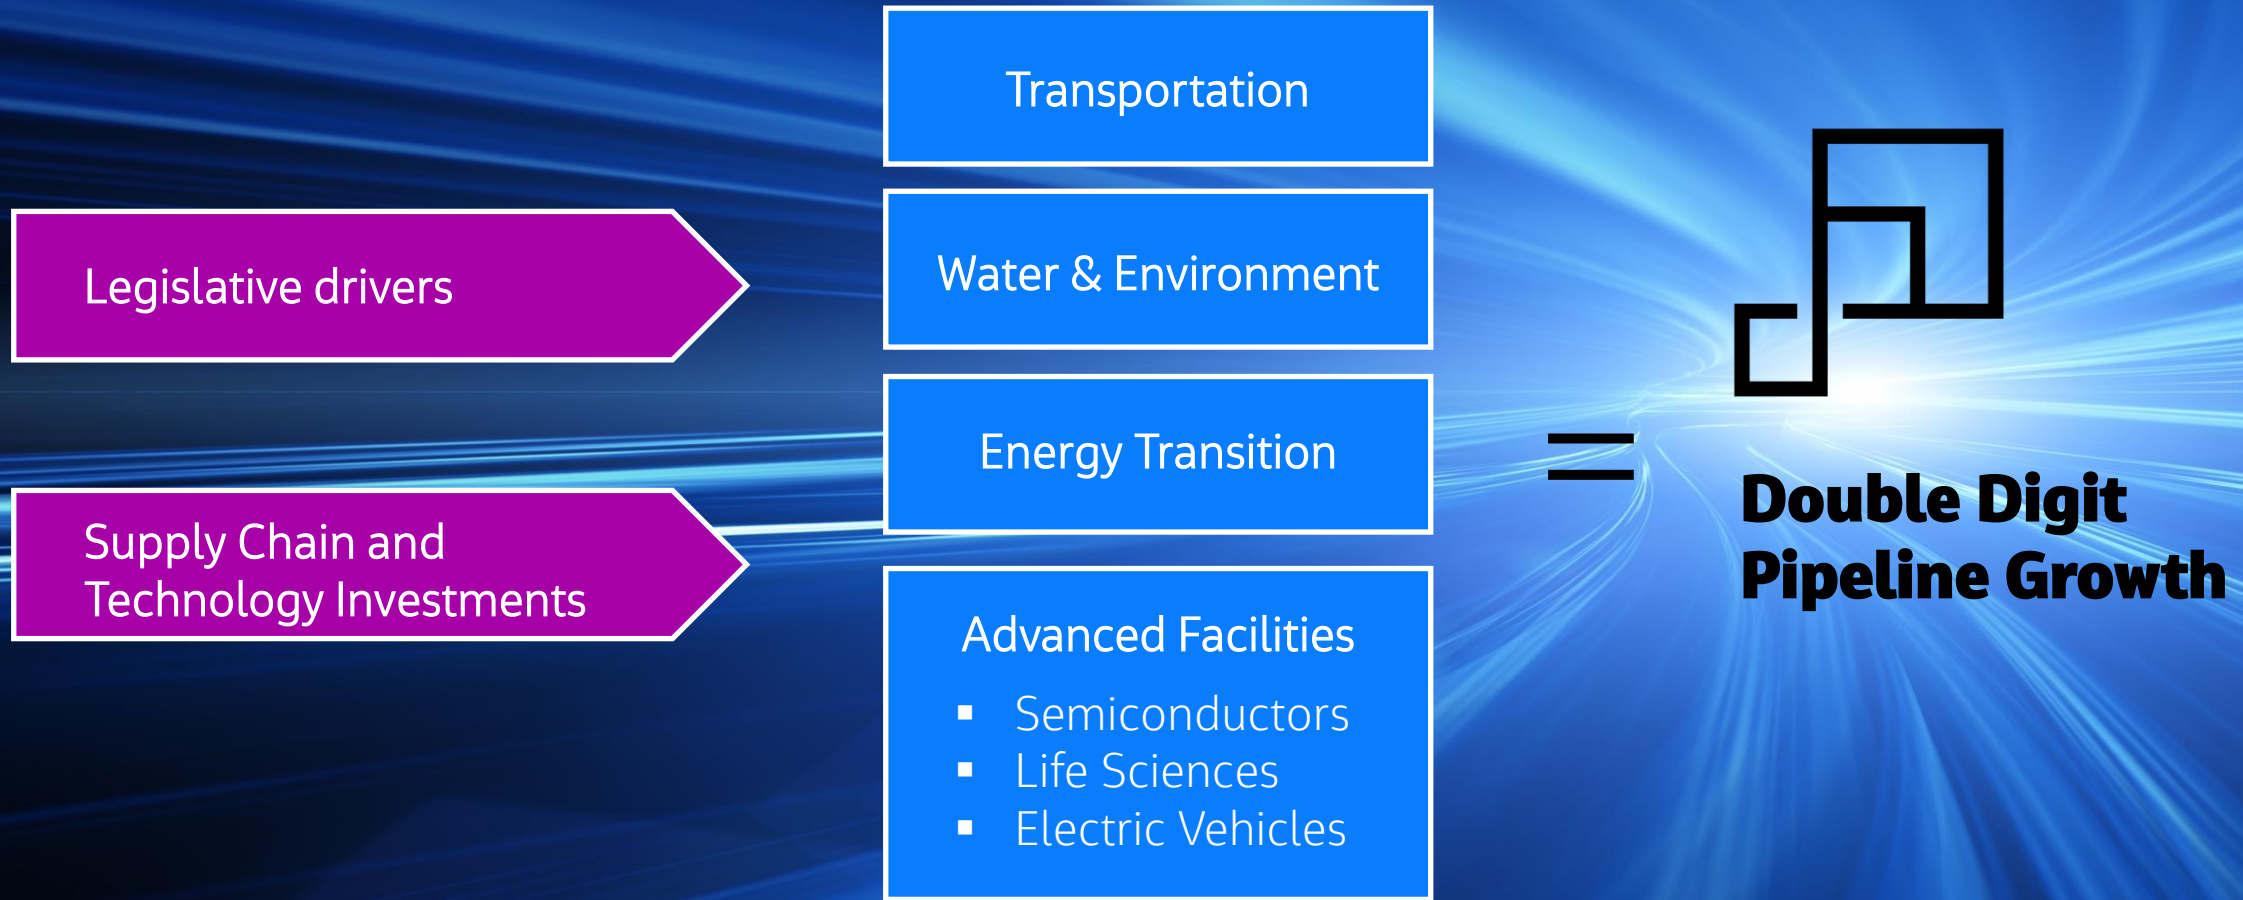 Legislative drivers
Supply Chain and
Technology Investments
Transportation
Water & Environment
Energy Transition
Advanced Facilities
▪ Semiconductors
▪ Life Sciences
▪ Electric Vehicles
=
Double Digit
Pipeline Growth